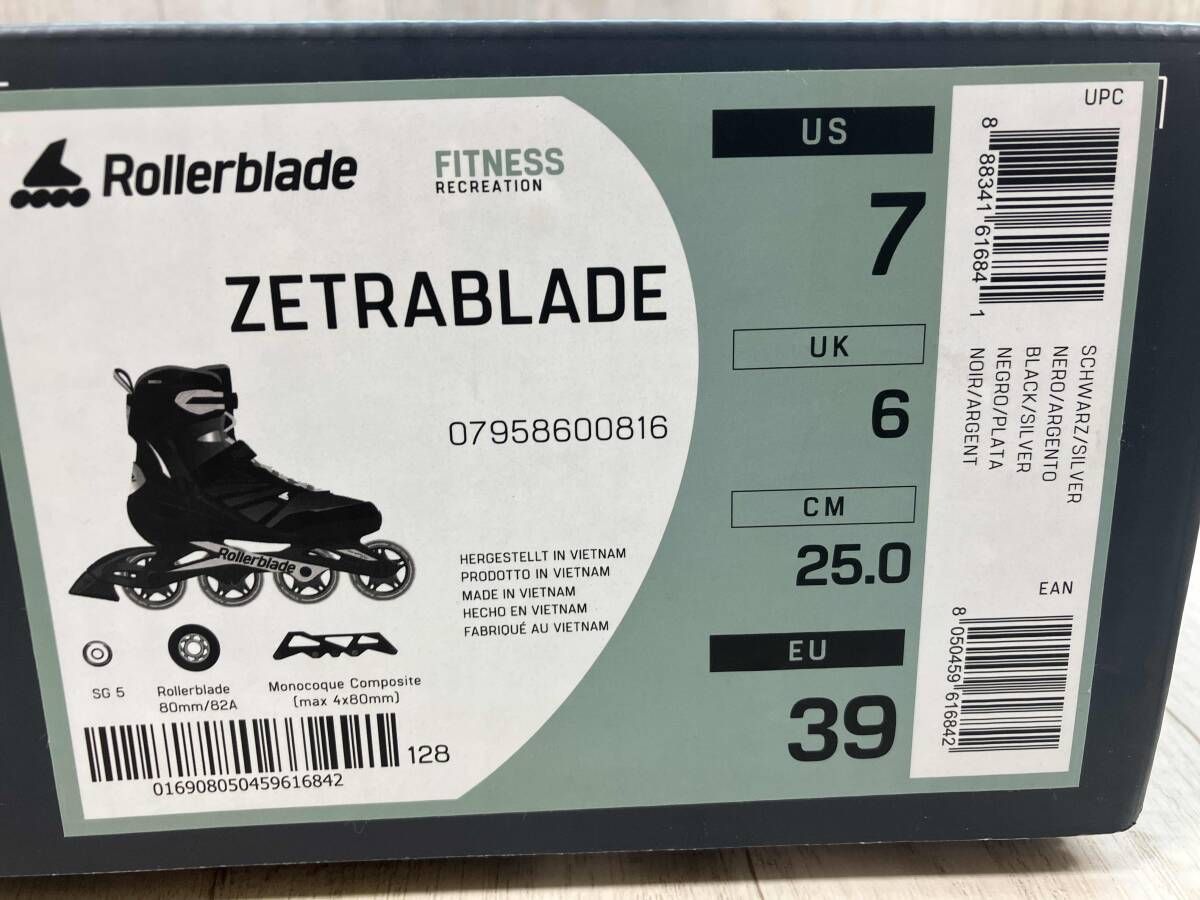 Rollerblade
FITNESS
RECREATION
ZETRABLADE
07958600816
Rollerblade
HERGESTELLT IN VIETNAM
PRODOTTO IN VIETNAM
MADE IN VIETNAM
HECHO EN VIETNAM
FABRIQUÉ AU VIETNAM
SG 5
Rollerblade
80mm/82A
Monocoque Composite
(max 4x80mm)
128
016908050459616842
US
7
UK
6
CM
25.0
EU
39
UPC
8 88341 61684 1
SCHWARZ/SILVER
NERO/ARGENTO
BLACK/SILVER
NEGRO/PLATA
NOIR/ARGENT
EAN
8 050459 616842